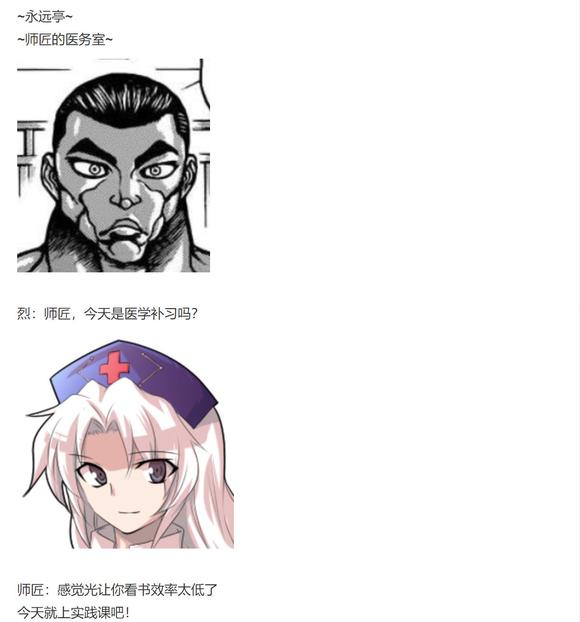 ~永远亭~
~师匠的医务室~
烈：师匠，今天是医学补习吗？
师匠：感觉光让你看书效率太低了
今天就上实践课吧！